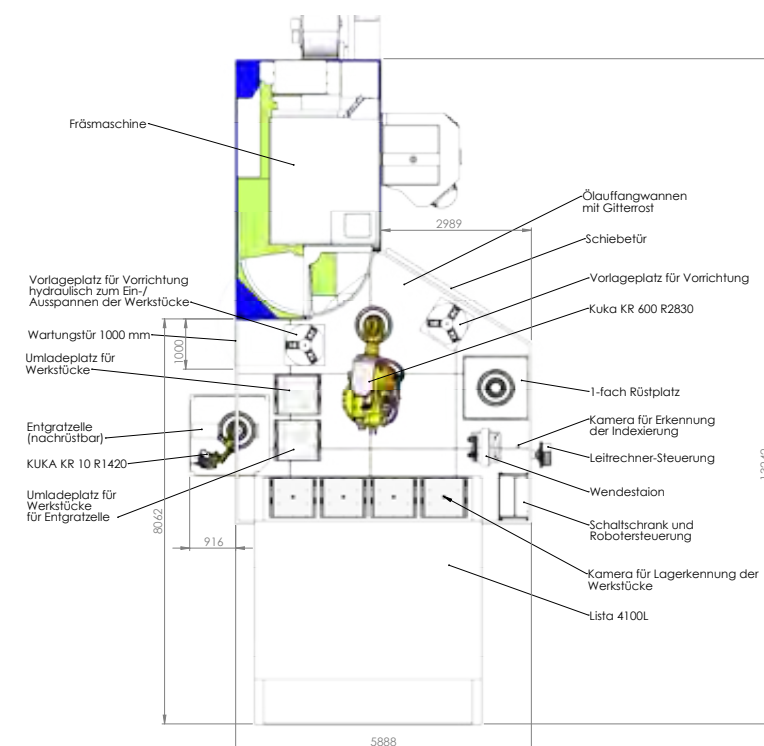 Fräsmaschine
Ölauffangwannen
mit Gitterrost
2989
Schiebetür
Vorlageplatz für Vorrichtung
hydraulisch zum Ein-/
Ausspannen der Werkstücke
Vorlageplatz für Vorrichtung
Kuka KR 600 R2830
Wartungstür 1000 mm
1000
Umladeplatz für
Werkstücke
1-fach Rüstplatz
Entgratzelle
(nachrüstbar)
Kamera für Erkennung
der Indexierung
Leitrechner-Steuerung
KUKA KR 10 R1420
Wendestaion
Umladeplatz für
Werkstücke
für Entgratzelle
8062
Schaltschrank und
Robotersteuerung
916
Kamera für Lagerkennung der
Werkstücke
Lista 4100L
5888